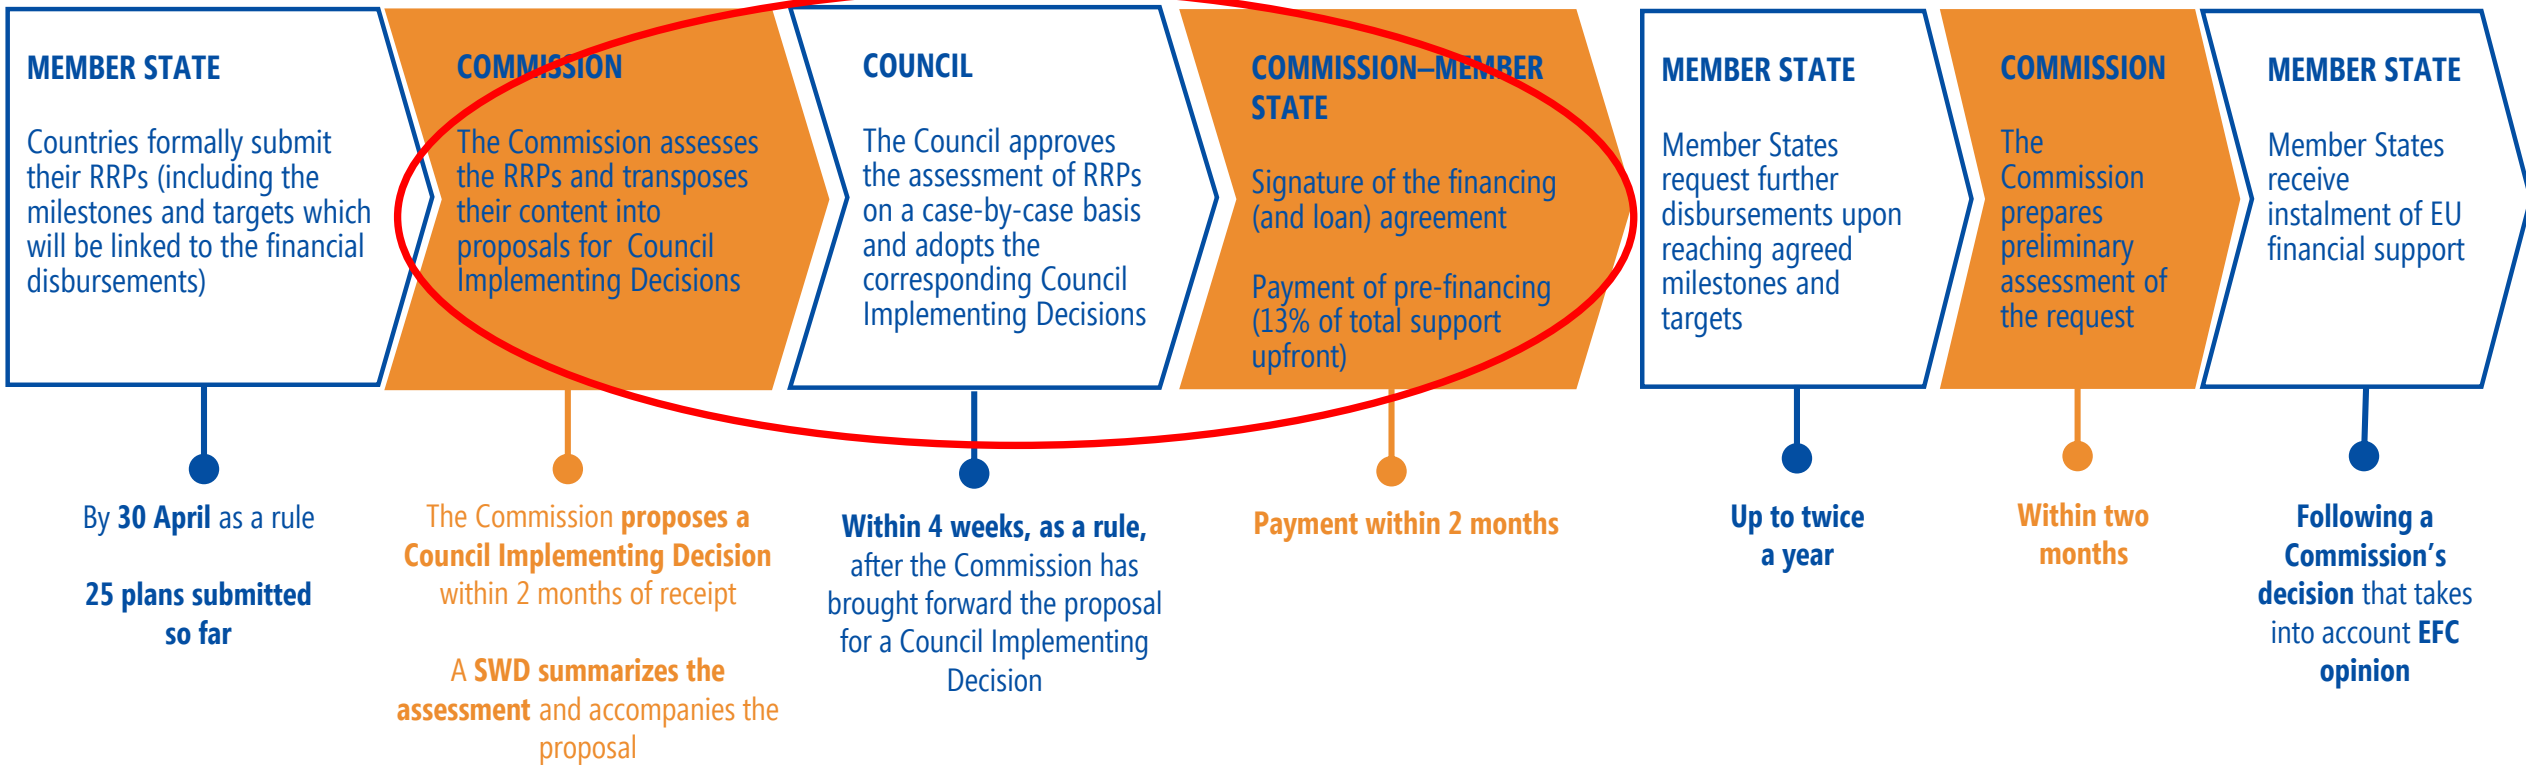 MEMBER STATE
Countries formally submit
their RRPs (including the
milestones and targets which
will be linked to the financial
disbursements)
COMMISSION
The Commission assesses
the RRPs and transposes
their content into
proposals for Council
Implementing Decisions
COUNCIL
The Council approves
the assessment of RRPs
on a case-by-case basis
and adopts the
corresponding Council
Implementing Decisions
COMMISSION–MEMBER
STATE
Signature of the financing
(and loan) agreement
Payment of pre-financing
(13% of total support
upfront)
MEMBER STATE
Member States
request further
disbursements upon
reaching agreed
milestones and
targets
COMMISSION
The
Commission
prepares
preliminary
assessment of
the request
MEMBER STATE
Member States
receive
instalment of EU
financial support
By 30 April as a rule
25 plans submitted
so far
The Commission proposes a
Council Implementing Decision
within 2 months of receipt
A SWD summarizes the
assessment and accompanies the
proposal
Within 4 weeks, as a rule,
after the Commission has
brought forward the proposal
for a Council Implementing
Decision
Payment within 2 months
Up to twice
a year
Within two
months
Following a
Commission's
decision that takes
into account EFC
opinion